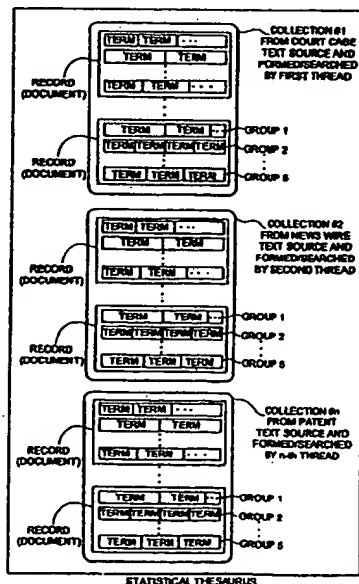 TERM TERM ...
TERM TERM
TERM TERM ...
RECORD
(DOCUMENT)
COLLECTION #1
FROM COURT CASE
TEXT SOURCE AND
FORMED/SEARCHED
BY FIRST THREAD
TERM TERM ... GROUP 1
TERM TERM TERM TERM GROUP 2
TERM TERM TERM GROUP 5
RECORD
(DOCUMENT)
TERM TERM ...
TERM TERM
TERM TERM ...
RECORD
(DOCUMENT)
COLLECTION #2
FROM NEWS WIRE
TEXT SOURCE AND
FORMED/SEARCHED
BY SECOND THREAD
TERM TERM ... GROUP 1
TERM TERM TERM TERM GROUP 2
TERM TERM TERM GROUP 5
RECORD
(DOCUMENT)
TERM TERM ...
TERM TERM
TERM TERM ...
RECORD
(DOCUMENT)
COLLECTION #n
FROM PATENT
TEXT SOURCE AND
FORMED/SEARCHED
BY n-th THREAD
TERM TERM ... GROUP 1
TERM TERM TERM TERM GROUP 2
TERM TERM TERM GROUP 5
RECORD
(DOCUMENT)
STATISTICAL THESAURUS